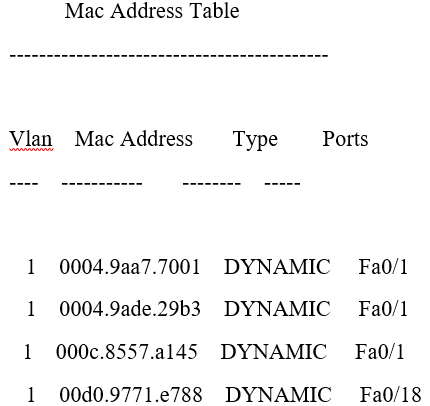 Mac Address Table
-------------------------------------------
Vlan Mac Address Type Ports
---- ----------- -------- -----
1 0004.9aa7.7001 DYNAMIC Fa0/1
1 0004.9ade.29b3 DYNAMIC Fa0/1
1 000c.8557.a145 DYNAMIC Fa0/1
1 00d0.9771.e788 DYNAMIC Fa0/18